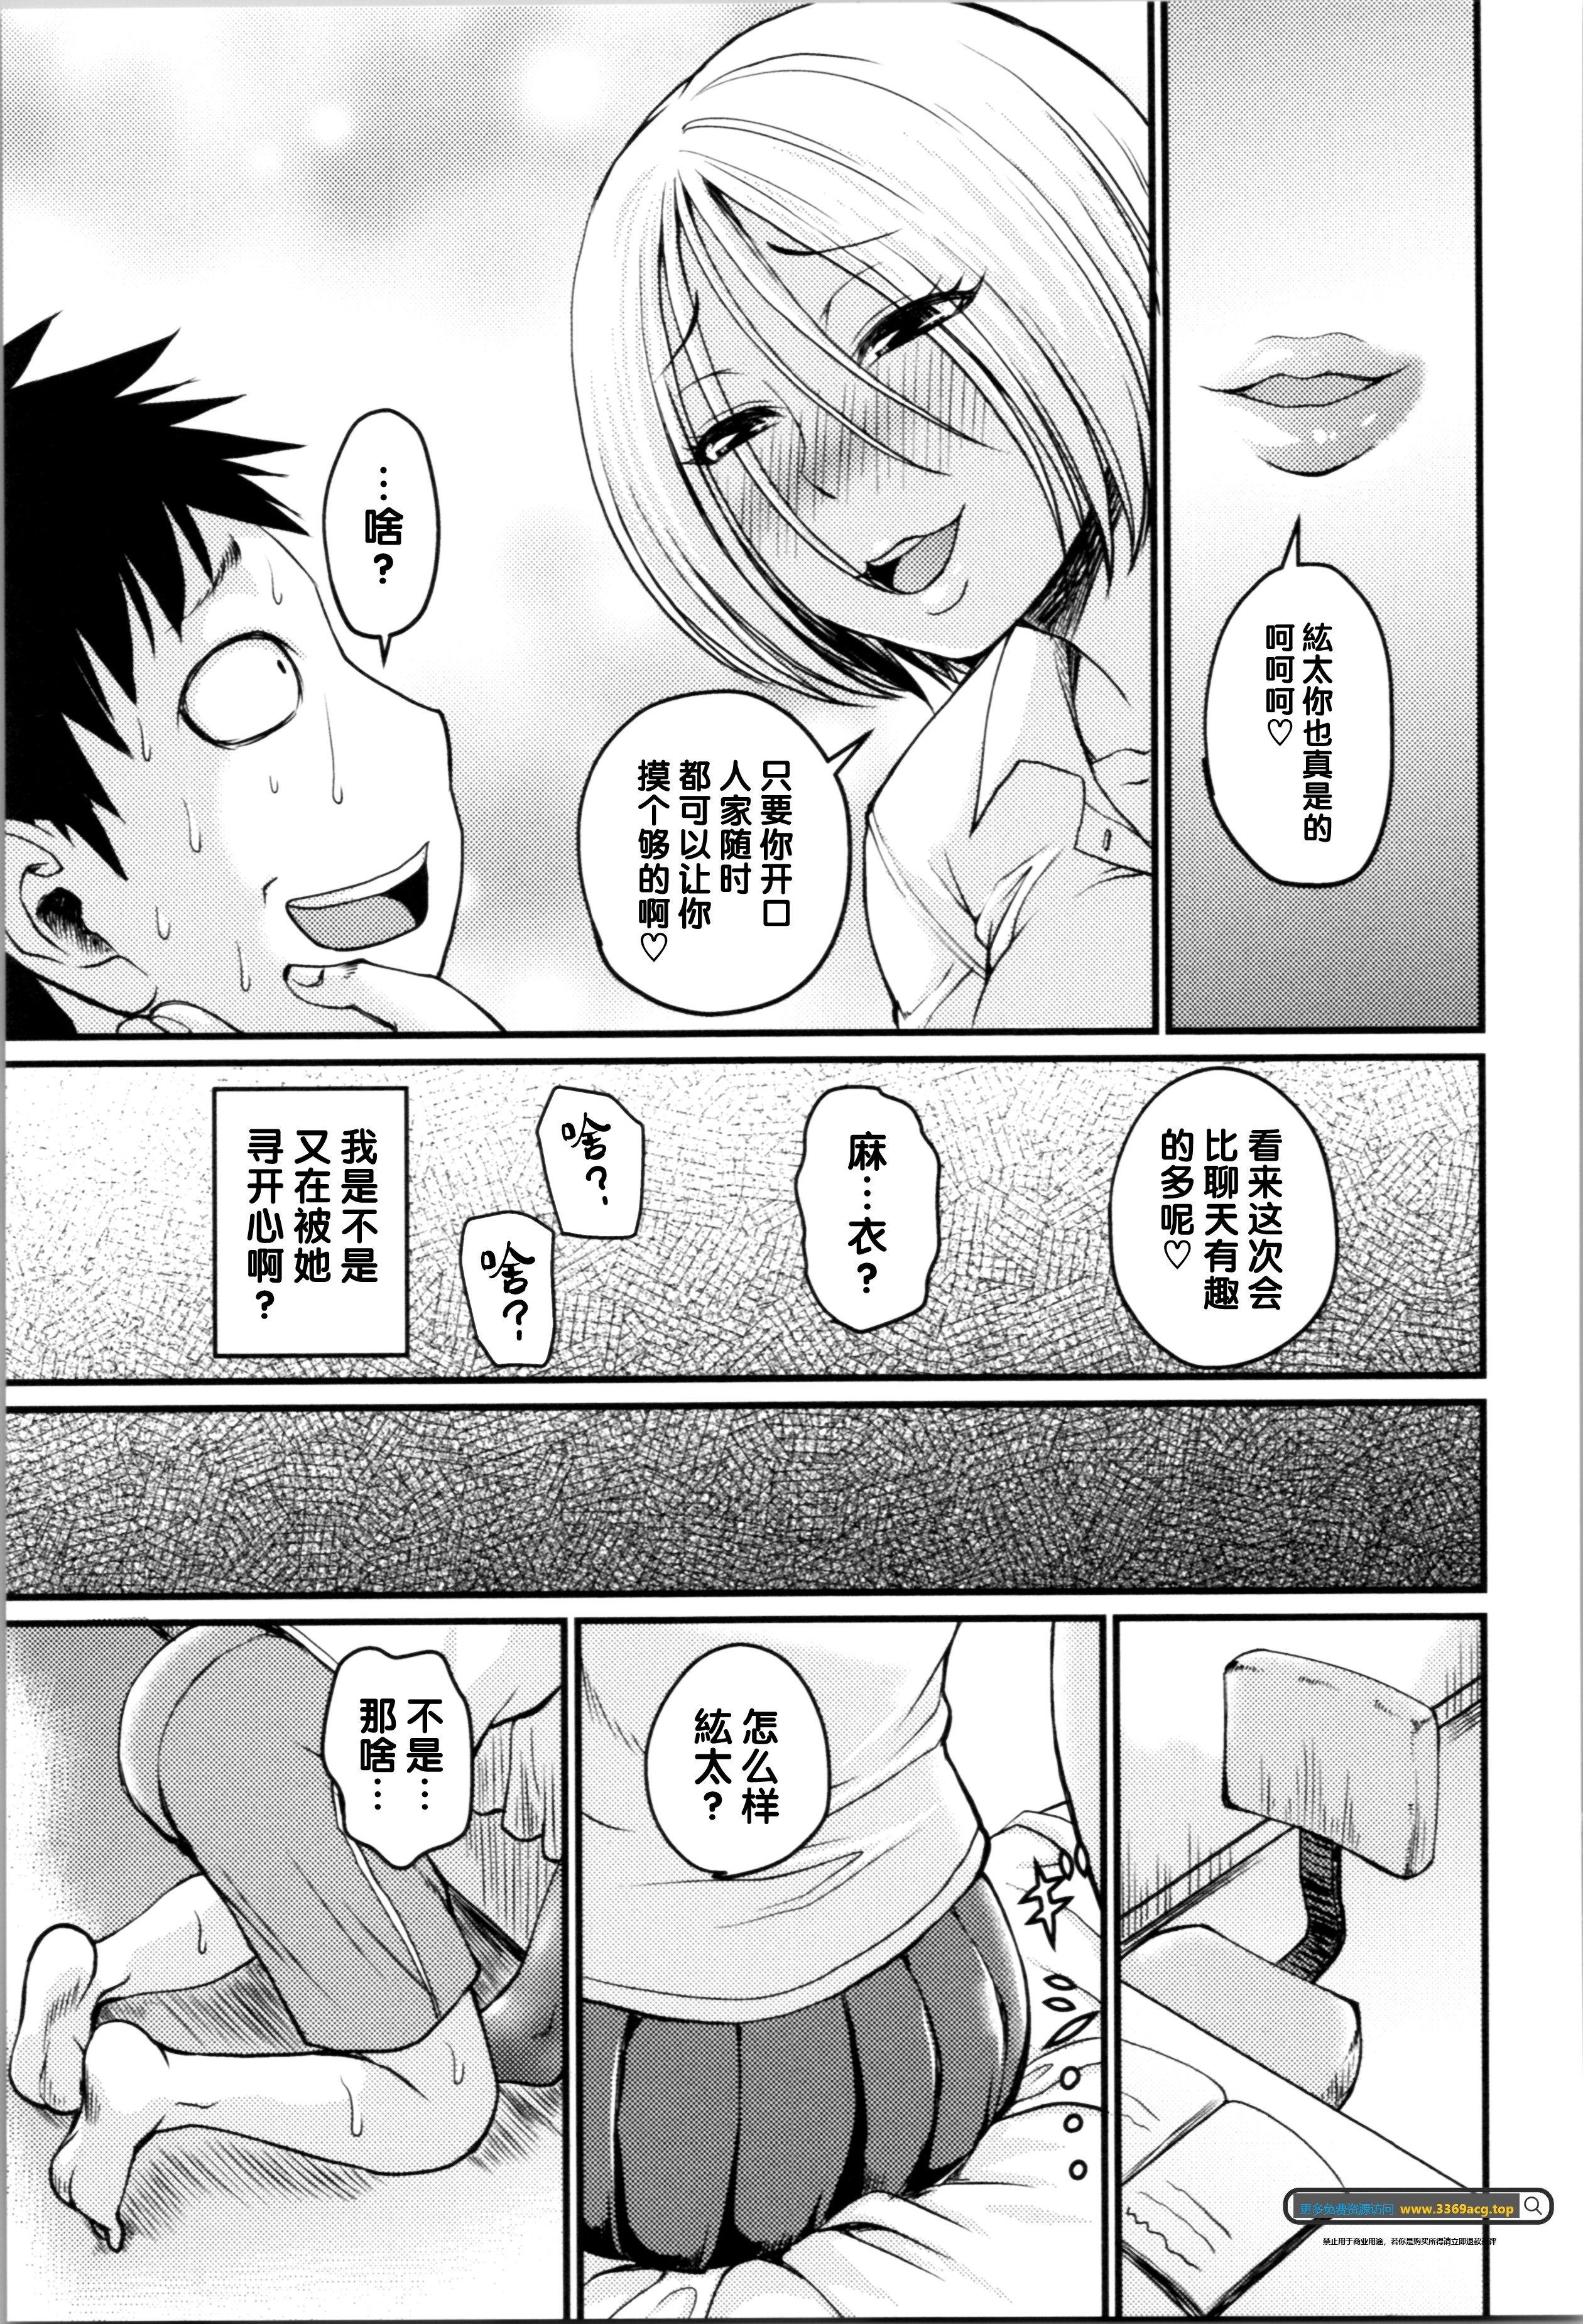 絃太你也真是的
呵呵呵♡
只要你开口
人家随时
都可以让你
摸个够的啊♡
…啥?
看来这次会
比聊天有趣
的多呢♡
麻…衣?
啥?
啥?
我是不是
又在被她
寻开心啊?
怎么样
絃太?
不是…
那啥…
更多免费资源访问 www.3369acg.top